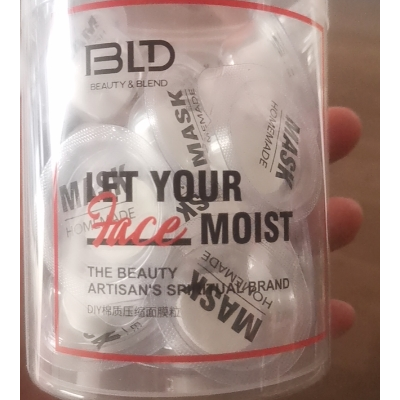 BLD
BEAUTY & BLEND
LET YOUR
Face MOIST
THE BEAUTY
ARTISAN'S SPIRITUAL BRAND
DIY棉质压缩面膜粒
MASK
HOMEMADE
MASK
HOMEMADE
MASK
HOMEMADE
MASK
HOMEMADE